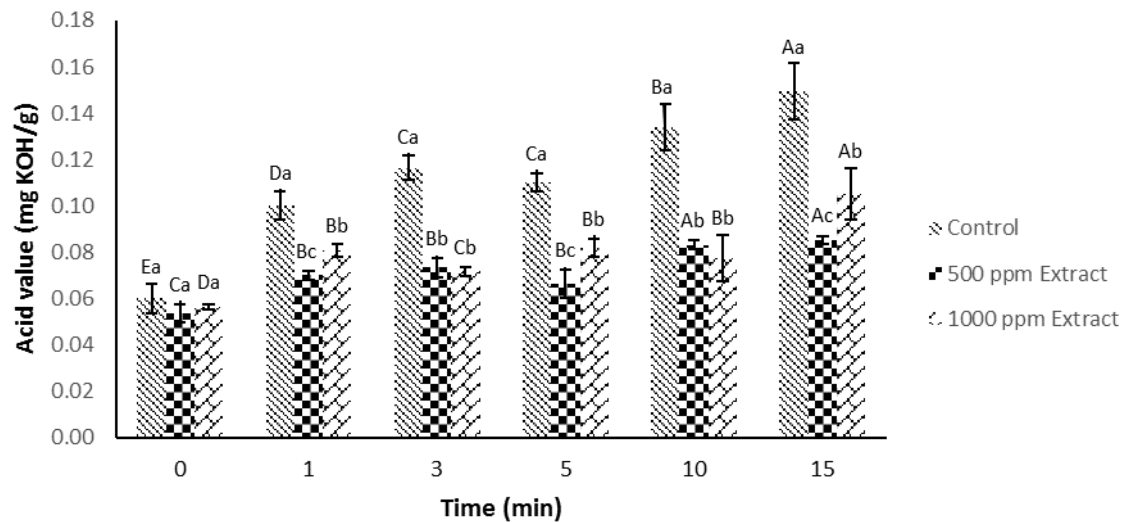 Acid value (mg KOH/g)
0.18
0.16
0.14
0.12
0.10
0.08
0.06
0.04
0.02
0.00
Ea
Ca
Da
Da
Bc
Bb
Ca
Bb
Cb
Ca
Bc
Bb
Ba
Ab
Bb
Aa
Ac
Ab
0
1
3
5
10
15
Time (min)
Control
500 ppm Extract
1000 ppm Extract